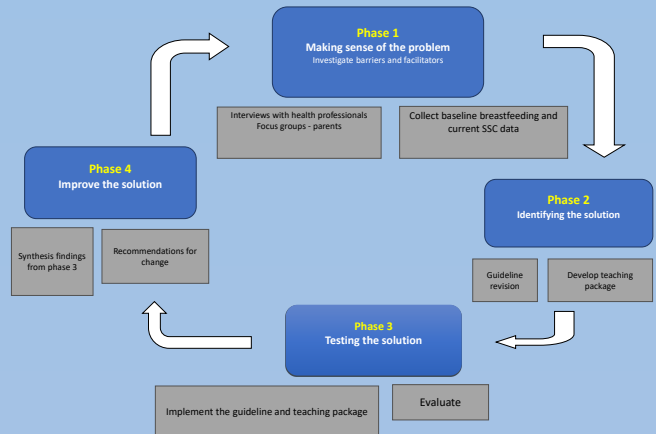 Phase 1
Making sense of the problem
Investigate barriers and facilitators
Interviews with health professionals
Focus groups - parents
Collect baseline breastfeeding and
current SSC data
Phase 2
Identifying the solution
Guideline
revision
Develop teaching
package
Phase 3
Testing the solution
Implement the guideline and teaching package
Evaluate
Phase 4
Improve the solution
Synthesis findings
from phase 3
Recommendations for
change